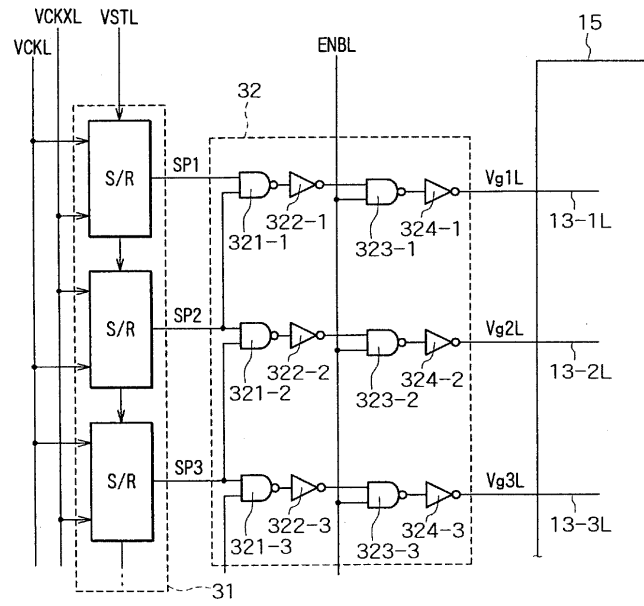 VCKXL VSTL
VCKL
ENBL
15
32
S/R
SP1
Vg1L
321-1
322-1
323-1
324-1
13-1L
S/R
SP2
Vg2L
321-2
322-2
323-2
324-2
13-2L
S/R
SP3
Vg3L
321-3
322-3
323-3
324-3
13-3L
31